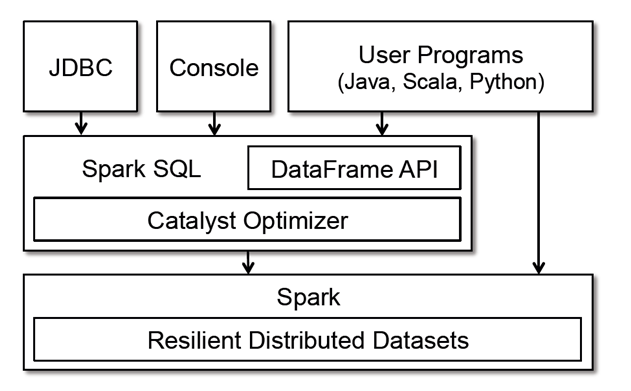 JDBC
Console
User Programs
(Java, Scala, Python)
Spark SQL
DataFrame API
Catalyst Optimizer
Spark
Resilient Distributed Datasets